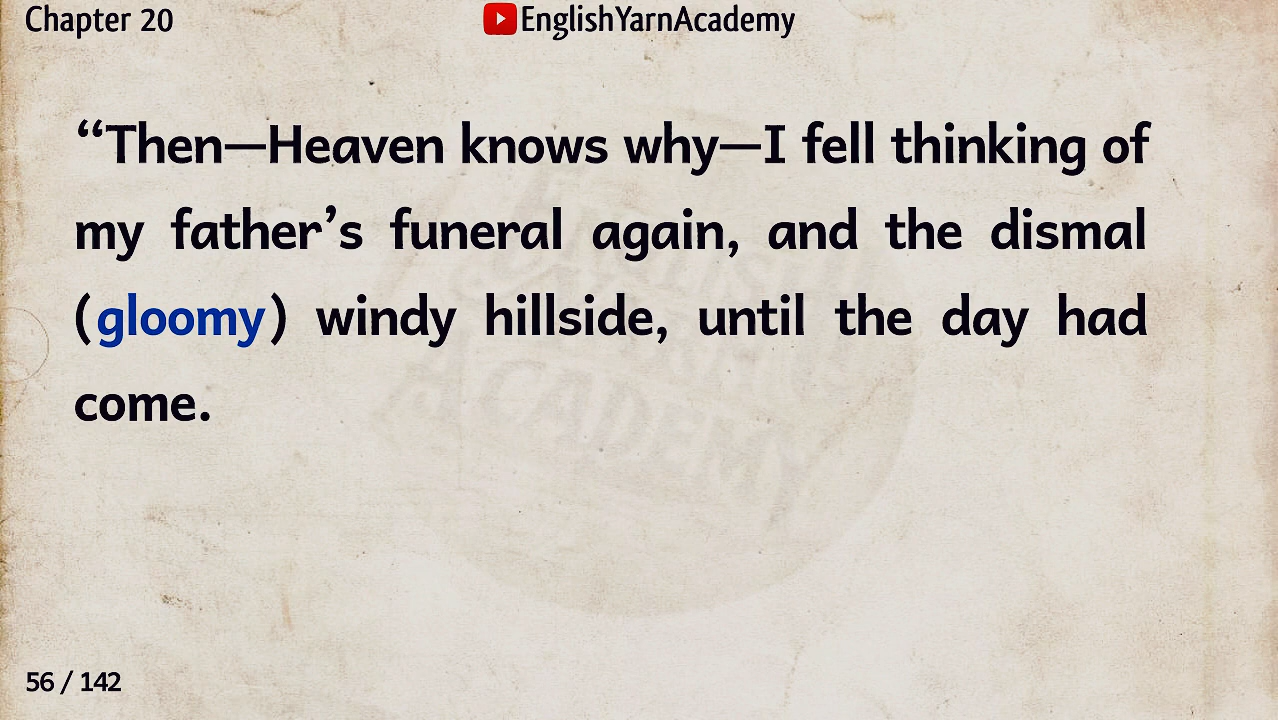 Chapter 20
EnglishYarnAcademy
“Then—Heaven knows why—I fell thinking of
my father’s funeral again, and the dismal
(gloomy) windy hillside, until the day had
come.
56 / 142